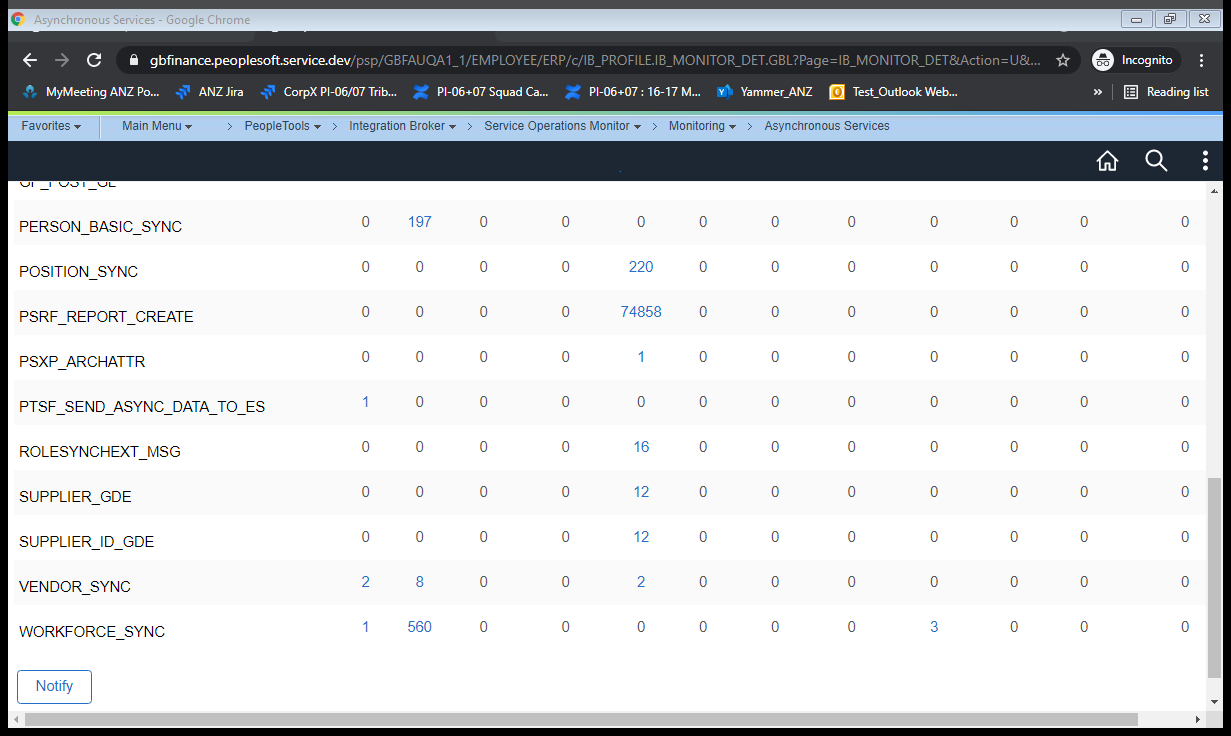 Asynchronous Services - Google Chrome
gbfinance.peoplesoft.service.dev/psp/GBFAUQA1_1/EMPLOYEE/ERP/c/IB_PROFILE.IB_MONITOR_DET.GBL?Page=IB_MONITOR_DET&Action=U&... Incognito
MyMeeting ANZ Po... ANZ Jira CorpX PI-06/07 Trib... PI-06+07 Squad Ca... PI-06+07 : 16-17 M... Yammer_ANZ Test_Outlook Web... » Reading list
Favorites Main Menu > PeopleTools > Integration Broker > Service Operations Monitor > Monitoring > Asynchronous Services
GP_POST_GL
PERSON_BASIC_SYNC 0 197 0 0 0 0 0 0 0 0 0 0
POSITION_SYNC 0 0 0 0 220 0 0 0 0 0 0 0
PSRF_REPORT_CREATE 0 0 0 0 74858 0 0 0 0 0 0 0
PSXP_ARCHATTR 0 0 0 0 1 0 0 0 0 0 0 0
PTSF_SEND_ASYNC_DATA_TO_ES 1 0 0 0 0 0 0 0 0 0 0 0
ROLESYNCHEXT_MSG 0 0 0 0 16 0 0 0 0 0 0 0
SUPPLIER_GDE 0 0 0 0 12 0 0 0 0 0 0 0
SUPPLIER_ID_GDE 0 0 0 0 12 0 0 0 0 0 0 0
VENDOR_SYNC 2 8 0 0 2 0 0 0 0 0 0 0
WORKFORCE_SYNC 1 560 0 0 0 0 0 0 3 0 0 0
Notify